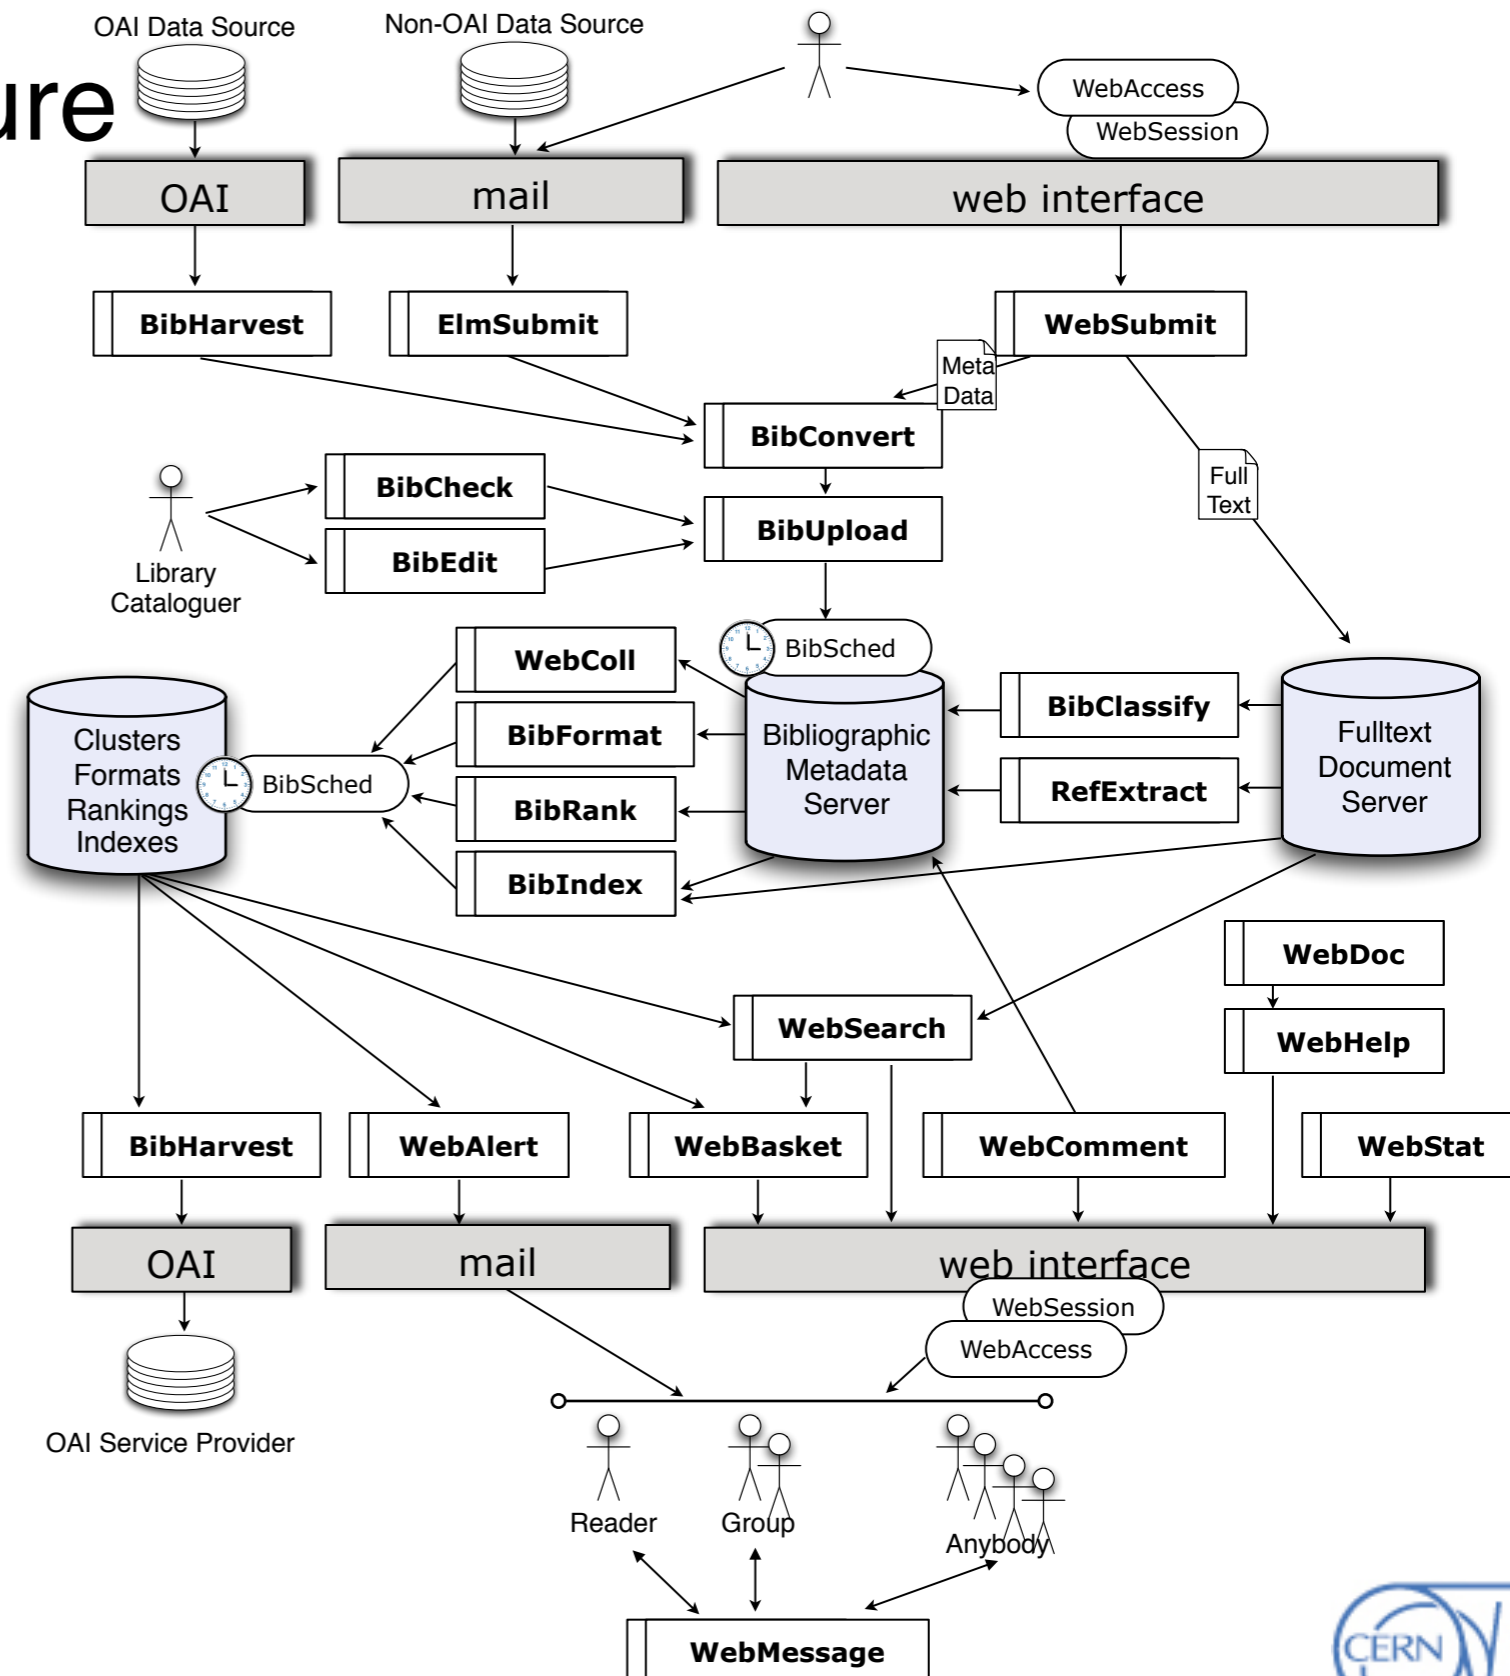 OAI Data Source
Non-OAI Data Source
ure
WebAccess
WebSession
OAI
mail
web interface
BibHarvest
ElmSubmit
WebSubmit
Meta
Data
BibConvert
BibCheck
Full
Text
BibUpload
BibEdit
Library
Cataloguer
BibSched
WebColl
BibClassify
Clusters
Formats
Rankings
Indexes
BibSched
BibFormat
Bibliographic
Metadata
Server
Fulltext
Document
Server
RefExtract
BibRank
BibIndex
WebDoc
WebSearch
WebHelp
BibHarvest
WebAlert
WebBasket
WebComment
WebStat
OAI
mail
web interface
WebSession
WebAccess
OAI Service Provider
Reader
Group
Anybody
WebMessage
CERN